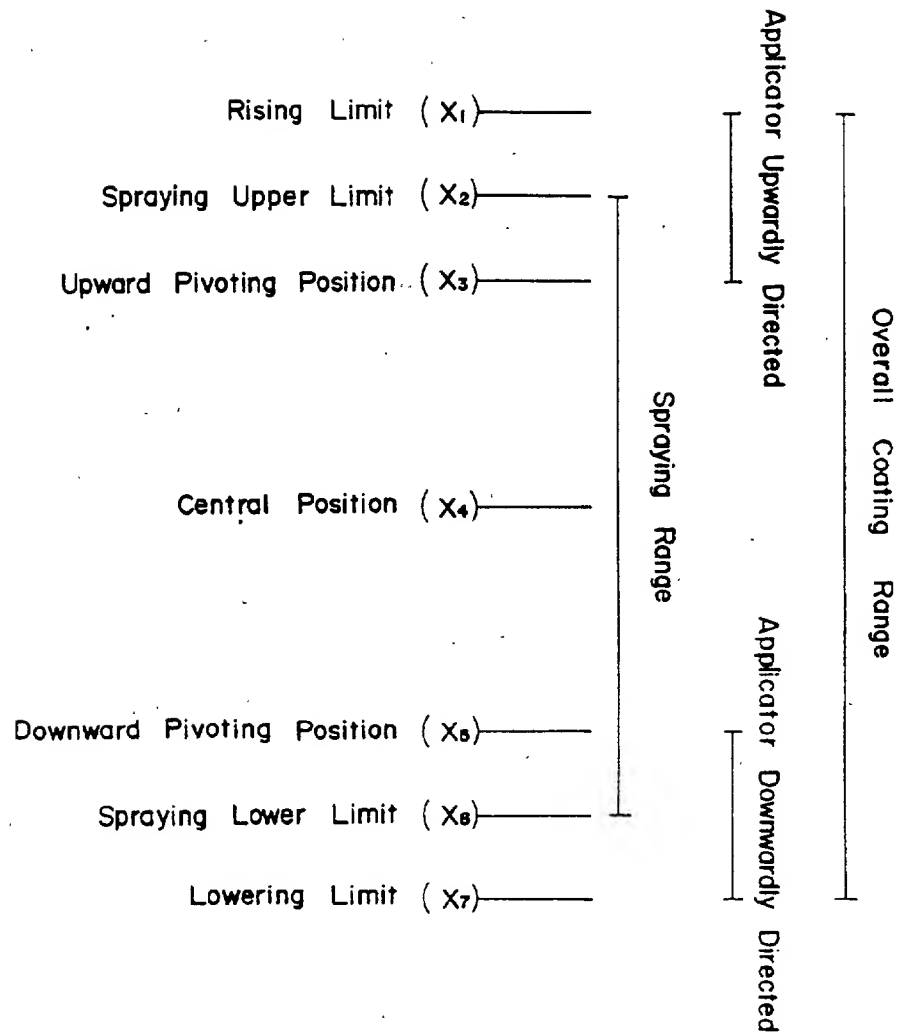 Rising Limit (X₁)
Spraying Upper Limit (X₂)
Upward Pivoting Position (X₃)
Central Position (X₄)
Downward Pivoting Position (X₅)
Spraying Lower Limit (X₆)
Lowering Limit (X₇)
Spraying Range
Applicator Upwardly Directed
Applicator Downwardly Directed
Overall Coating Range